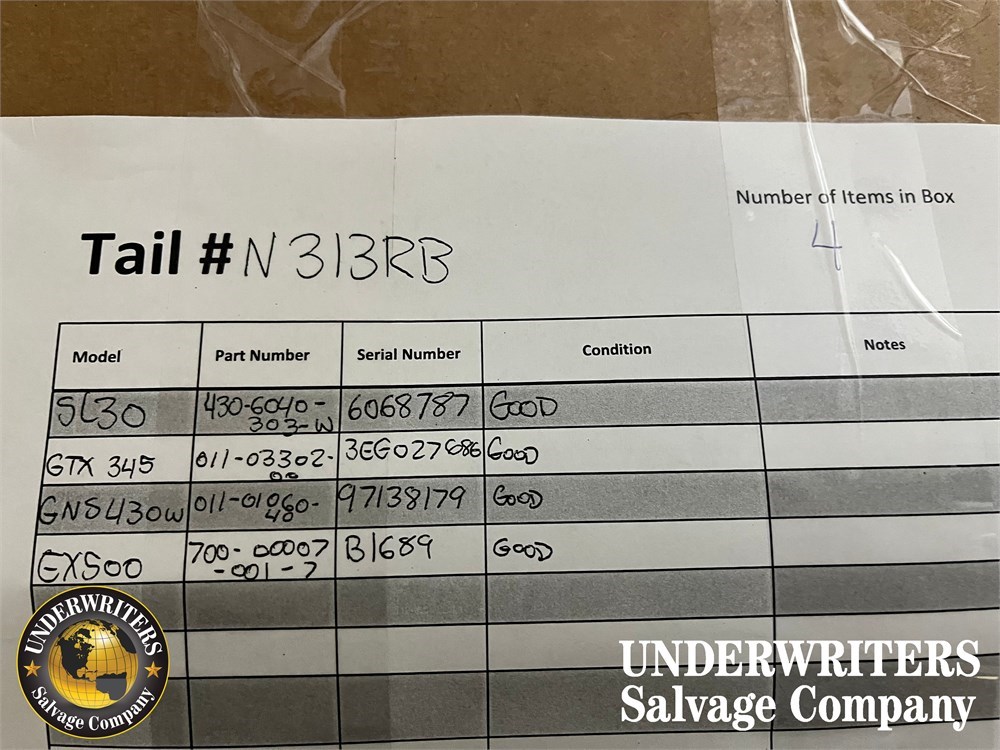 Number of Items in Box
4
Tail # N313RB
Model Part Number Serial Number Condition Notes
SL30 430-6040-303-W 6068787 GOOD
GTX 345 011-03302-00 3EG027686 GOOD
GNS430W 011-01060-40 97138179 GOOD
EX500 700-00007-001-7 B1689 GOOD
UNDERWRITERS
Salvage Company
UNDERWRITERS
Salvage Company